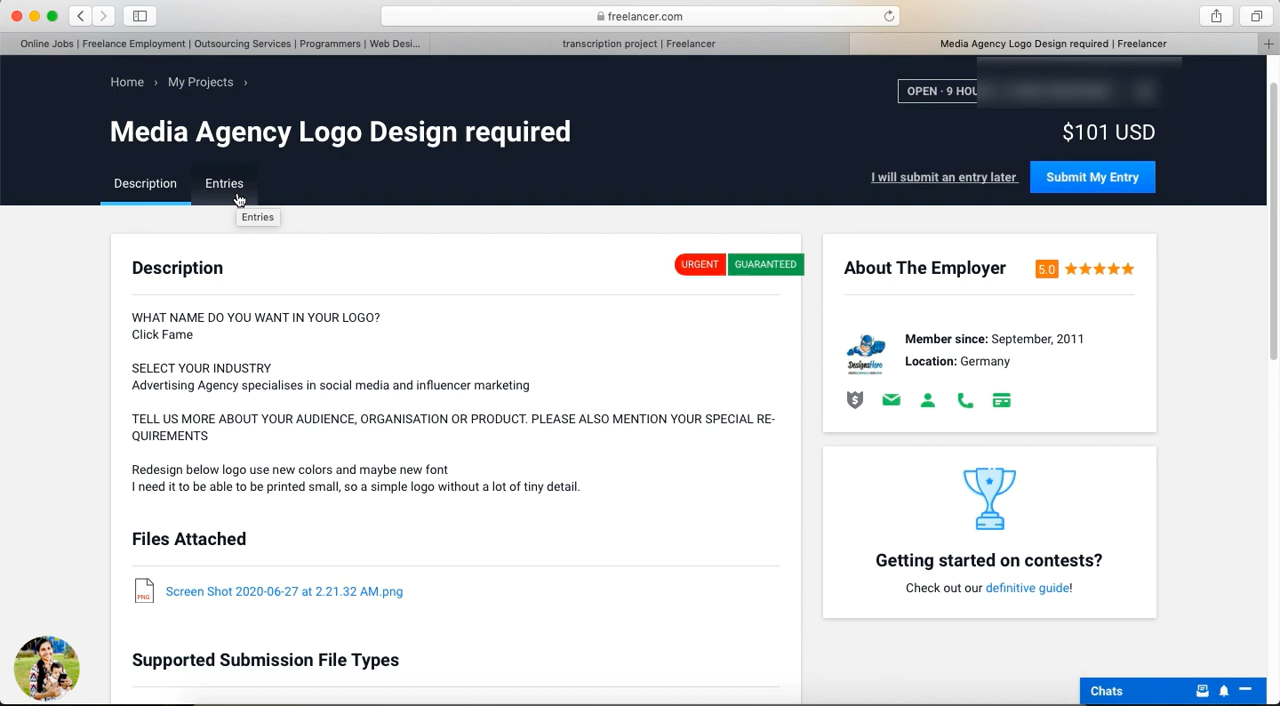 freelancer.com
Online Jobs | Freelance Employment | Outsourcing Services | Programmers | Web Desi...
transcription project | Freelancer
Media Agency Logo Design required | Freelancer
Home › My Projects ›
OPEN · 9 HOU
Media Agency Logo Design required
$101 USD
Description
Entries
I will submit an entry later
Submit My Entry
Entries
Description
URGENT
GUARANTEED
WHAT NAME DO YOU WANT IN YOUR LOGO?
Click Fame
SELECT YOUR INDUSTRY
Advertising Agency specialises in social media and influencer marketing
TELL US MORE ABOUT YOUR AUDIENCE, ORGANISATION OR PRODUCT. PLEASE ALSO MENTION YOUR SPECIAL RE-
QUIREMENTS
Redesign below logo use new colors and maybe new font
I need it to be able to be printed small, so a simple logo without a lot of tiny detail.
Files Attached
PNG
Screen Shot 2020-06-27 at 2.21.32 AM.png
Supported Submission File Types
About The Employer
5.0
DesignsHero
Member since: September, 2011
Location: Germany
Getting started on contests?
Check out our definitive guide!
Chats